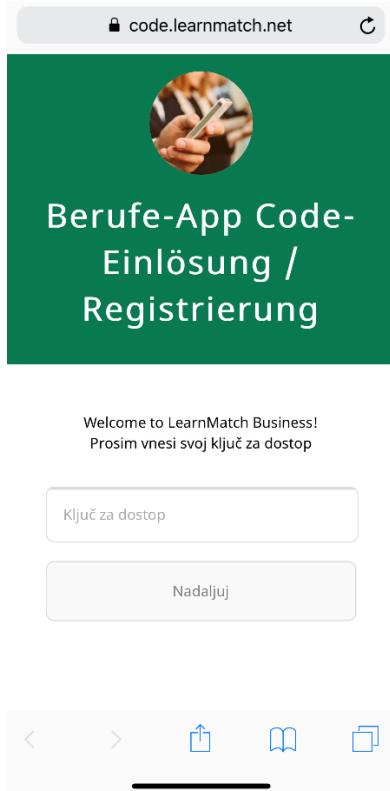 code.learnmatch.net
Berufe-App Code-
Einlösung /
Registrierung
Welcome to LearnMatch Business!
Prosim vnesi svoj ključ za dostop
Ključ za dostop
Nadaljuj